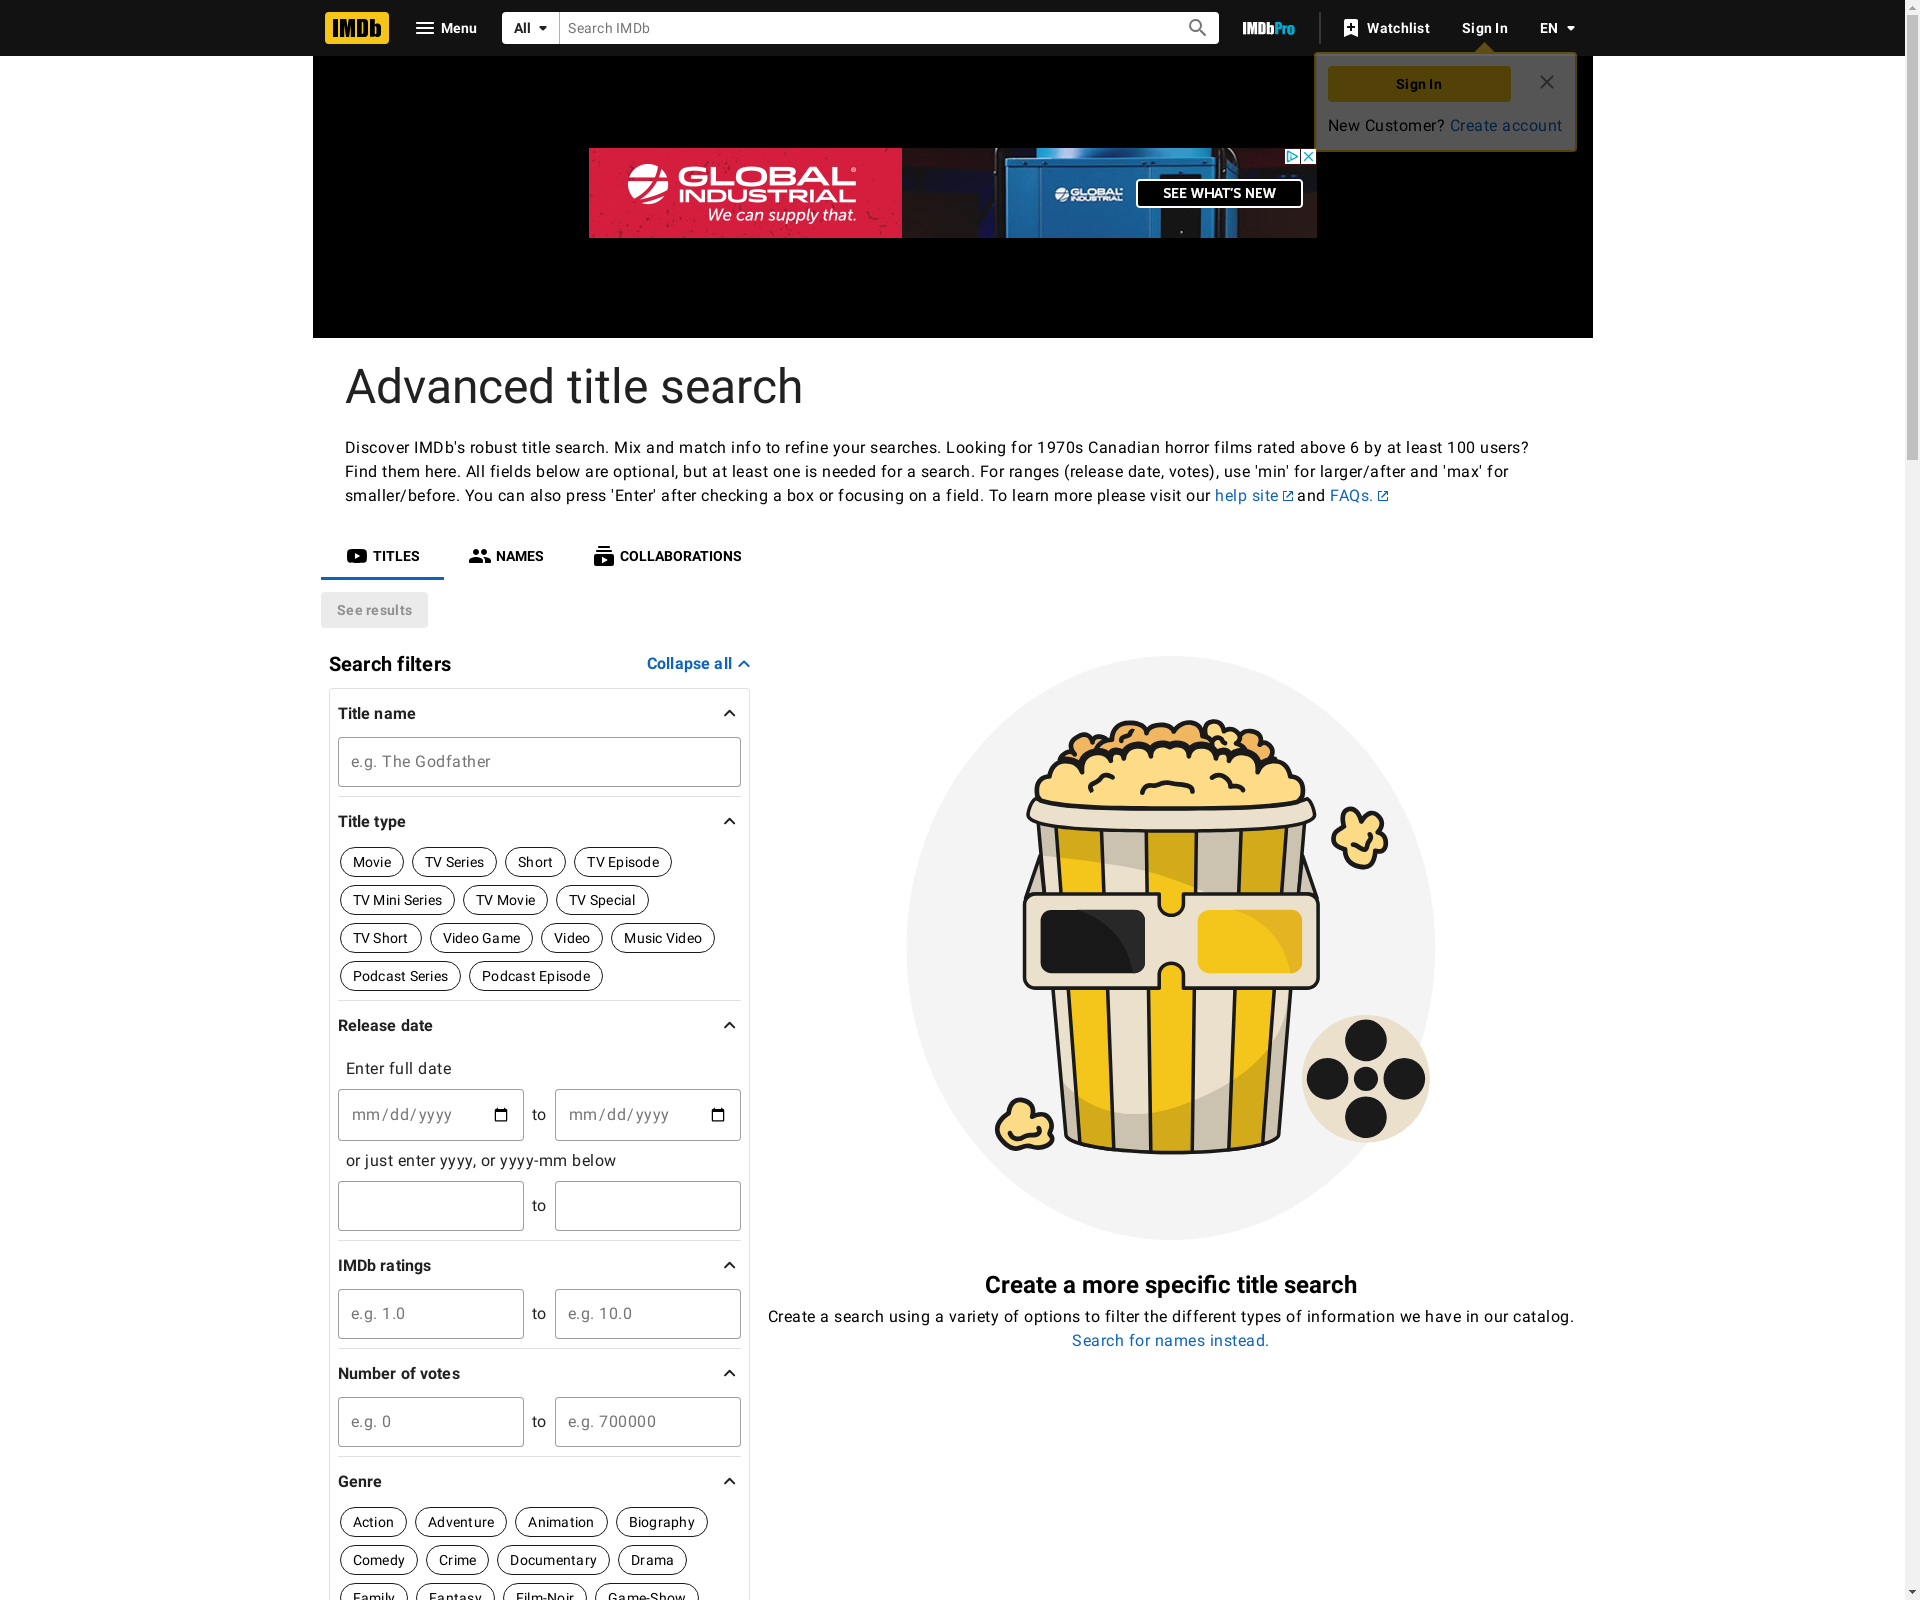 IMDb Menu All Search IMDb IMDbPro Watchlist Sign In EN
Sign In
New Customer? Create account
GLOBAL INDUSTRIAL®
We can supply that.
GLOBAL INDUSTRIAL
SEE WHAT'S NEW
Advanced title search
Discover IMDb's robust title search. Mix and match info to refine your searches. Looking for 1970s Canadian horror films rated above 6 by at least 100 users?
Find them here. All fields below are optional, but at least one is needed for a search. For ranges (release date, votes), use 'min' for larger/after and 'max' for
smaller/before. You can also press 'Enter' after checking a box or focusing on a field. To learn more please visit our help site and FAQs.
TITLES NAMES COLLABORATIONS
See results
Search filters Collapse all
Title name
e.g. The Godfather
Title type
Movie TV Series Short TV Episode
TV Mini Series TV Movie TV Special
TV Short Video Game Video Music Video
Podcast Series Podcast Episode
Release date
Enter full date
mm/dd/yyyy to mm/dd/yyyy
or just enter yyyy, or yyyy-mm below
to
IMDb ratings
e.g. 1.0 to e.g. 10.0
Number of votes
e.g. 0 to e.g. 700000
Genre
Action Adventure Animation Biography
Comedy Crime Documentary Drama
Family Fantasy Film-Noir Game-Show
Create a more specific title search
Create a search using a variety of options to filter the different types of information we have in our catalog.
Search for names instead.